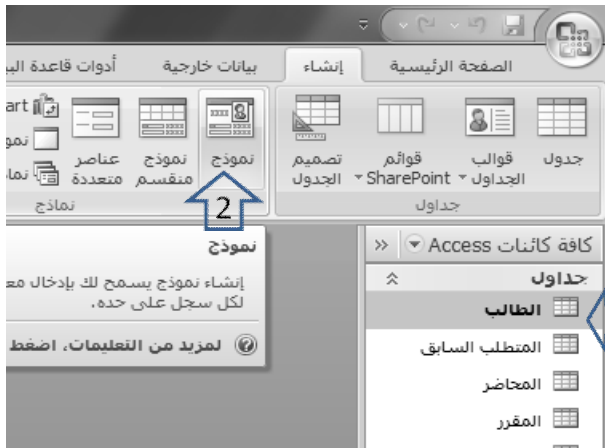 الصفحة الرئيسية
إنشاء
بيانات خارجية
أدوات قاعدة
جدول
قوالب الجداول
قوائم SharePoint
تصميم الجدول
جداول
نموذج
نموذج منقسم
عناصر متعددة
نماذج
2
نموذج
إنشاء نموذج يسمح لك بإدخال
لكل سجل على حده.
لمزيد من التعليمات، اضغط
كافة كائنات Access
جداول
الطالب
المتطلب السابق
المحاضر
المقرر